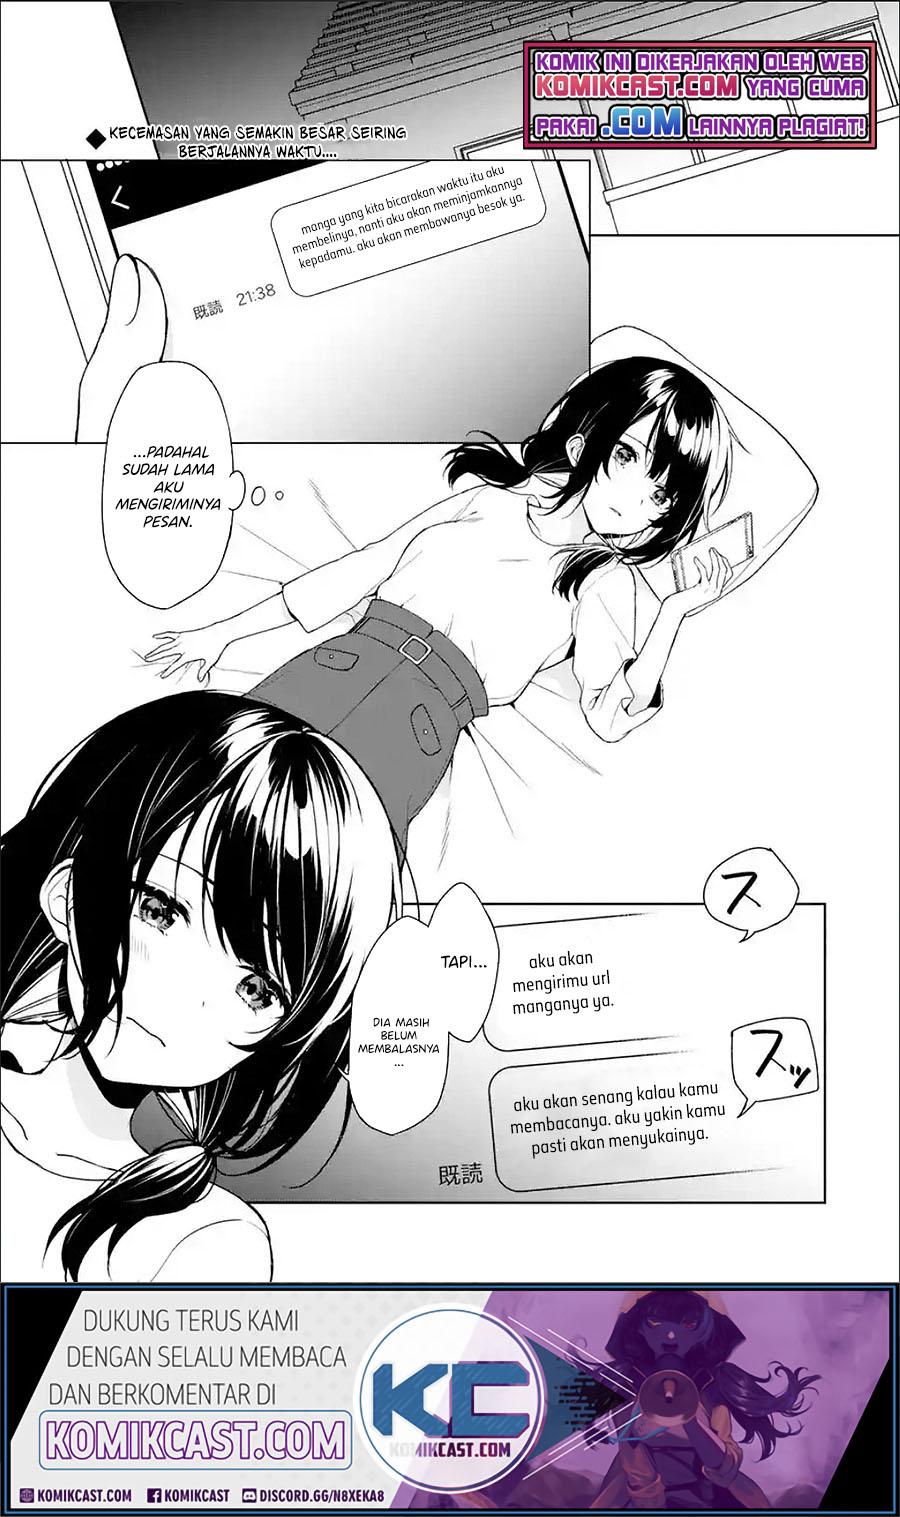 KOMIK INI DIKERJAKAN OLEH WEB
KOMIKCAST.COM YANG CUMA
PAKAI .COM LAINNYA PLAGIAT!
◆ KECEMASAN YANG SEMAKIN BESAR SEIRING
BERJALANNYA WAKTU....
manga yang kita bicarakan waktu itu aku
membelinya, nanti aku akan meminjamkannya
kepadamu. aku akan membawanya besok ya.
既読 21:38
...PADAHAL
SUDAH LAMA
AKU
MENGIRIMINYA
PESAN.
ス
aku akan
mengirimu url
manganya ya.
TAPI...
DIA MASIH
BELUM
MEMBALASNYA
...
スッ
aku akan senang kalau kamu
membacanya. aku yakin kamu
pasti akan menyukainya.
既読
DUKUNG TERUS KAMI
DENGAN SELALU MEMBACA
DAN BERKOMENTAR DI
KOMIKCAST.COM
KC
KOMIKCAST.COM
KOMIKCAST.COM KOMIKCAST DISCORD.GG/N8XEKA8